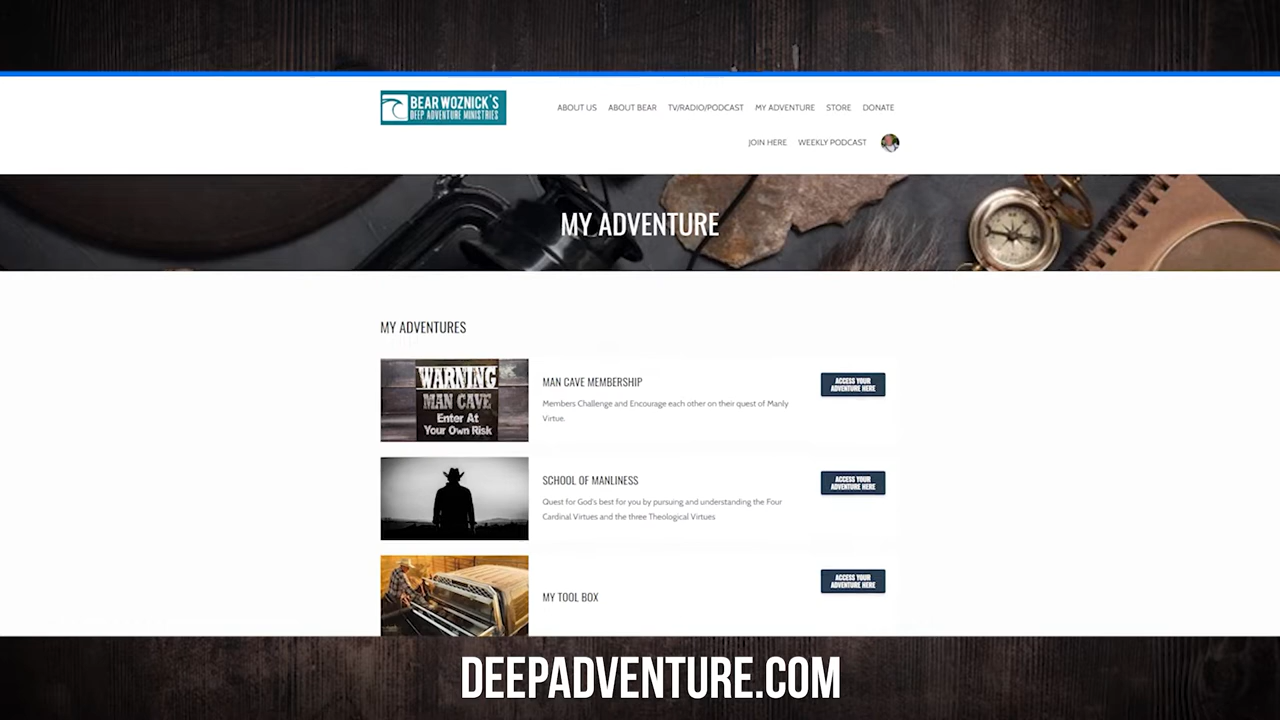 BEAR WOZNICK'S
DEEP ADVENTURE MINISTRIES
ABOUT US ABOUT BEAR TV/RADIO/PODCAST MY ADVENTURE STORE DONATE
JOIN HERE WEEKLY PODCAST
MY ADVENTURE
MY ADVENTURES
WARNING
MAN CAVE
Enter At
Your Own Risk
MAN CAVE MEMBERSHIP
Members Challenge and Encourage each other on their quest of Manly
Virtue.
ACCESS YOUR
ADVENTURE HERE
SCHOOL OF MANLINESS
Quest for God's best for you by pursuing and understanding the Four
Cardinal Virtues and the three Theological Virtues
ACCESS YOUR
ADVENTURE HERE
MY TOOL BOX
ACCESS YOUR
ADVENTURE HERE
DEEPADVENTURE.COM